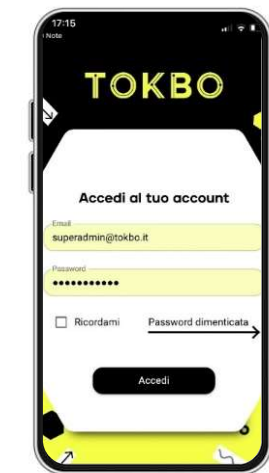 17:15
Note
TOKBO
Accedi al tuo account
Email
superadmin@tokbo.it
Password
•••••••••••
Ricordami Password dimenticata
Accedi